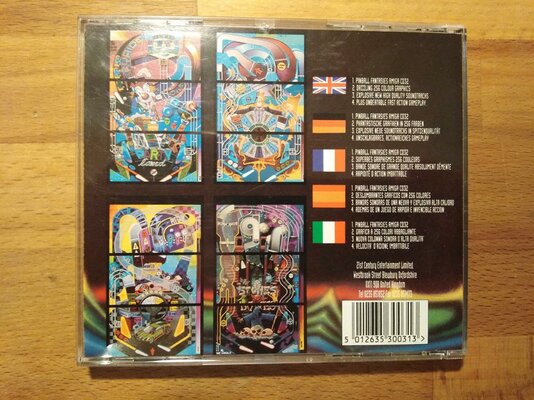 1. PINBALL FANTASIES AMIGA CD32
2. DAZZLING 256 COLOUR GRAPHICS
3. EXPLOSIVE NEW HIGH QUALITY SOUNDTRACKS
4. PLUS UNBEATABLE FAST ACTION GAMEPLAY
1. PINBALL FANTASIES AMIGA CD32
2. PHANTASTISCHE GRAFIKEN IN 256 FARBEN
3. EXPLOSIVE NEUE SOUNDTRACKS IN SPITZENQUALITÄT
4. UNSCHLAGBARES, ACTIONREICHES GAMEPLAY
1. PINBALL FANTASIES AMIGA CD32
2. SUPERBES GRAPHISMES 256 COULEURS
3. BANDE SONORE DE GRANDE QUALITE ABSOLUMENT DÉMENTE
4. RAPIDITÉ D'ACTION IMBATTABLE
1. PINBALL FANTASIES AMIGA CD32
2. DESLUMBRANTES GRAFICOS CON 256 COLORES
3. BANDAS SONORAS DE UNA NUEVA Y EXPLOSIVA ALTA CALIDAD
4. ADEMAS DE UN JUEGO DE RAPIDA E INVENCIBLE ACCION
1. PINBALL FANTASIES AMIGA CD32
2. GRAFICA A 256 COLORI ABBAGLIANTE
3. NUOVA COLONNA SONORA D'ALTA QUALITA'
4. VELOCITA' D'AZIONE IMBATTIBILE
21st Century Entertainment Limited
Westbrook Street Blewbury Oxfordshire
OX11 9QB United Kingdom
5 012635 300313 >